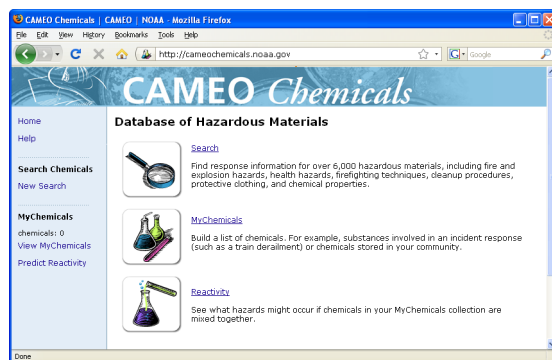 CAMEO Chemicals | CAMEO | NOAA - Mozilla Firefox
File Edit View History Bookmarks Tools Help
http://cameochemicals.noaa.gov
G Google
CAMEO Chemicals
Home
Help
Search Chemicals
New Search
MyChemicals
chemicals: 0
View MyChemicals
Predict Reactivity
Database of Hazardous Materials
Search
Find response information for over 6,000 hazardous materials, including fire and
explosion hazards, health hazards, firefighting techniques, cleanup procedures,
protective clothing, and chemical properties.
MyChemicals
Build a list of chemicals. For example, substances involved in an incident response
(such as a train derailment) or chemicals stored in your community.
Reactivity
See what hazards might occur if chemicals in your MyChemicals collection are
mixed together.
Done